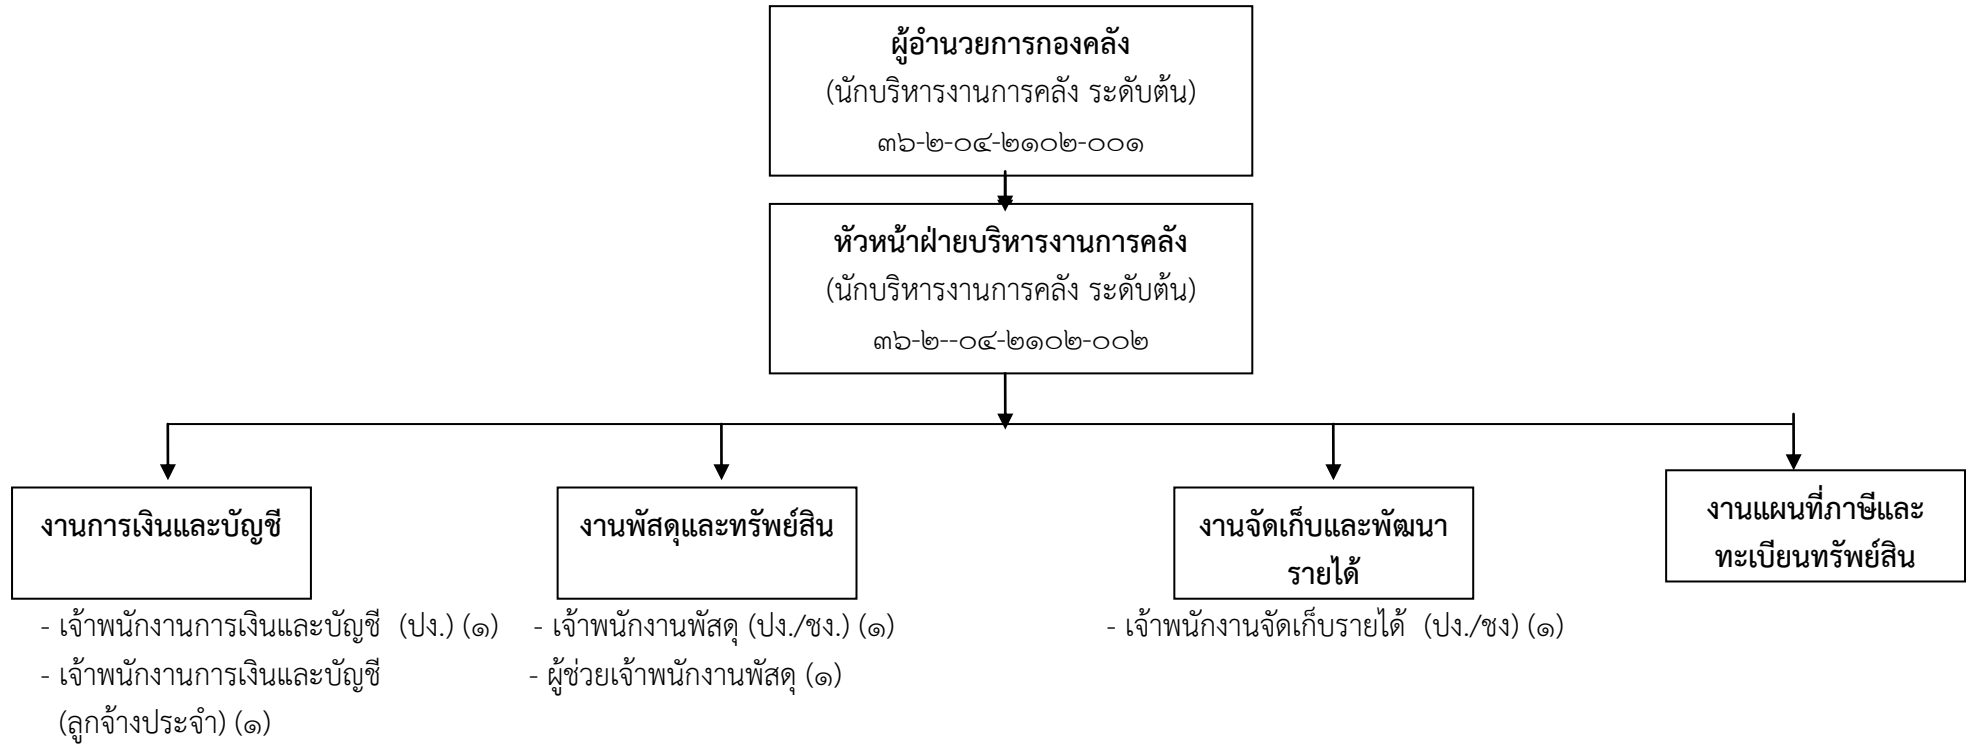 ผู้อำนวยการกองคลัง
(นักบริหารงานการคลัง ระดับต้น)
๓๖-๒-๐๔-๒๑๐๒-๐๐๑
หัวหน้าฝ่ายบริหารงานการคลัง
(นักบริหารงานการคลัง ระดับต้น)
๓๖-๒--๐๔-๒๑๐๒-๐๐๒
งานการเงินและบัญชี
- เจ้าพนักงานการเงินและบัญชี (ปง.) (๑)
- เจ้าพนักงานการเงินและบัญชี
(ลูกจ้างประจำ) (๑)
งานพัสดุและทรัพย์สิน
- เจ้าพนักงานพัสดุ (ปง./ชง.) (๑)
- ผู้ช่วยเจ้าพนักงานพัสดุ (๑)
งานจัดเก็บและพัฒนา
รายได้
- เจ้าพนักงานจัดเก็บรายได้ (ปง./ชง) (๑)
งานแผนที่ภาษีและ
ทะเบียนทรัพย์สิน